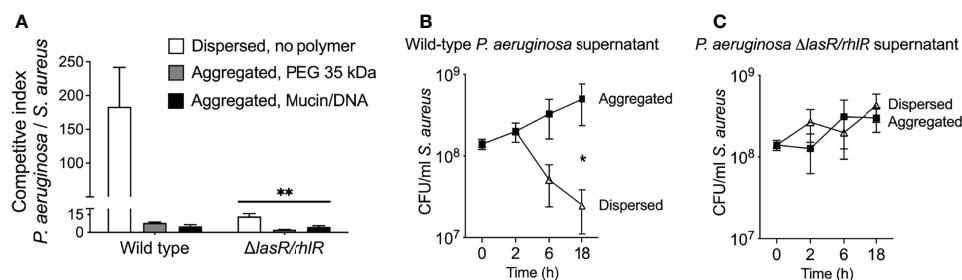 A
Competitive index
P. aeruginosa / S. aureus
Dispersed, no polymer
Aggregated, PEG 35 kDa
Aggregated, Mucin/DNA
250
200
150
100
50
15
0
**
Wild type
ΔlasR/rhlR
B
Wild-type P. aeruginosa supernatant
CFU/ml S. aureus
10⁹
10⁸
10⁷
Aggregated
*
Dispersed
0 2 6 18
Time (h)
C
P. aeruginosa ΔlasR/rhlR supernatant
CFU/ml S. aureus
10⁹
10⁸
10⁷
Dispersed
Aggregated
0 2 6 18
Time (h)